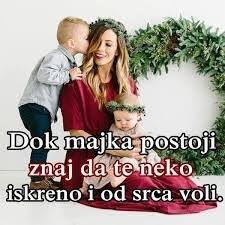 Dok majka postoji
znaj da te neko
iskreno i od srca voli.